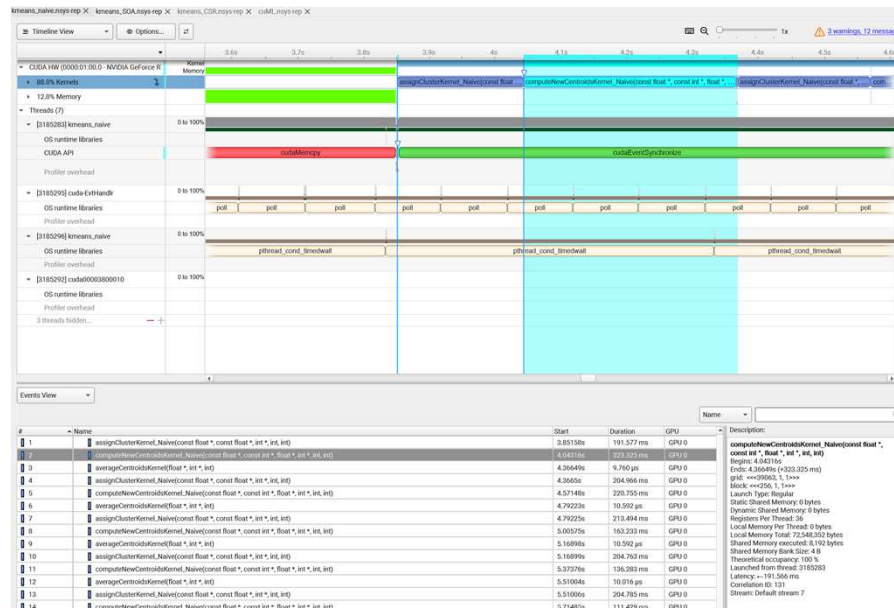 kmeans_naive.nsys-rep × kmeans_SOA.nsys-rep × kmeans_CSR.nsys-rep × cuML.nsys-rep ×
Timeline View Options... 1x 3 warnings, 12 messag
3.6s 3.7s 3.8s 3.9s 4s 4.1s 4.4s 4.5s 4.6
CUDA HW (0000:01:00.0 - NVIDIA GeForce R Kernel
Memory
88.0% Kernels assignClusterKernel_Naive(const float ... computeNewCentroidsKernel_Naive(const float *, const int *, float *, ... assignClusterKernel_Naive(const float *, ... com...
12.0% Memory
Threads (7)
[3185283] kmeans_naive 0 to 100%
OS runtime libraries
CUDA API cudaMemcpy cudaEventSynchronize
Profiler overhead
[3185295] cuda-EvtHandlr 0 to 100%
OS runtime libraries poll poll poll poll poll poll poll poll poll poll
Profiler overhead
[3185296] kmeans_naive 0 to 100%
OS runtime libraries pthread_cond_timedwait pthread_cond_timedwait pthread_cond_timedwait
Profiler overhead
[3185292] cuda00003800010 0 to 100%
OS runtime libraries
Profiler overhead
3 threads hidden... — +
Events View
Name
# Name Start Duration GPU
1 assignClusterKernel_Naive(const float *, const float *, int *, int, int) 3.85158s 191.577 ms GPU 0
2 computeNewCentroidsKernel_Naive(const float *, const int *, float *, int *, int, int) 4.04316s 323.325 ms GPU 0
3 averageCentroidsKernel(float *, int *, int) 4.36649s 9.760 μs GPU 0
4 assignClusterKernel_Naive(const float *, const float *, int *, int, int) 4.3665s 204.966 ms GPU 0
5 computeNewCentroidsKernel_Naive(const float *, const int *, float *, int *, int, int) 4.57148s 220.755 ms GPU 0
6 averageCentroidsKernel(float *, int *, int) 4.79223s 10.592 μs GPU 0
7 assignClusterKernel_Naive(const float *, const float *, int *, int, int) 4.79225s 213.494 ms GPU 0
8 computeNewCentroidsKernel_Naive(const float *, const int *, float *, int *, int, int) 5.00575s 163.233 ms GPU 0
9 averageCentroidsKernel(float *, int *, int) 5.16898s 10.592 μs GPU 0
10 assignClusterKernel_Naive(const float *, const float *, int *, int, int) 5.16899s 204.763 ms GPU 0
11 computeNewCentroidsKernel_Naive(const float *, const int *, float *, int *, int, int) 5.37376s 136.283 ms GPU 0
12 averageCentroidsKernel(float *, int *, int) 5.51004s 10.016 μs GPU 0
13 assignClusterKernel_Naive(const float *, const float *, int *, int, int) 5.51006s 204.785 ms GPU 0
14 computeNewCentroidsKernel_Naive(const float *, const int *, float *, int *, int, int) 5.71485s 111.429 ms GPU 0
Description:
computeNewCentroidsKernel_Naive(const float *,
const int *, float *, int *, int, int)
Begins: 4.04316s
Ends: 4.36649s (+323.325 ms)
grid: <<<39063, 1, 1>>>
block: <<<256, 1, 1>>>
Launch Type: Regular
Static Shared Memory: 0 bytes
Dynamic Shared Memory: 0 bytes
Registers Per Thread: 36
Local Memory Per Thread: 0 bytes
Local Memory Total: 72,548,352 bytes
Shared Memory executed: 8,192 bytes
Shared Memory Bank Size: 4 B
Theoretical occupancy: 100 %
Launched from thread: 3185283
Latency: ←191.566 ms
Correlation ID: 131
Stream: Default stream 7